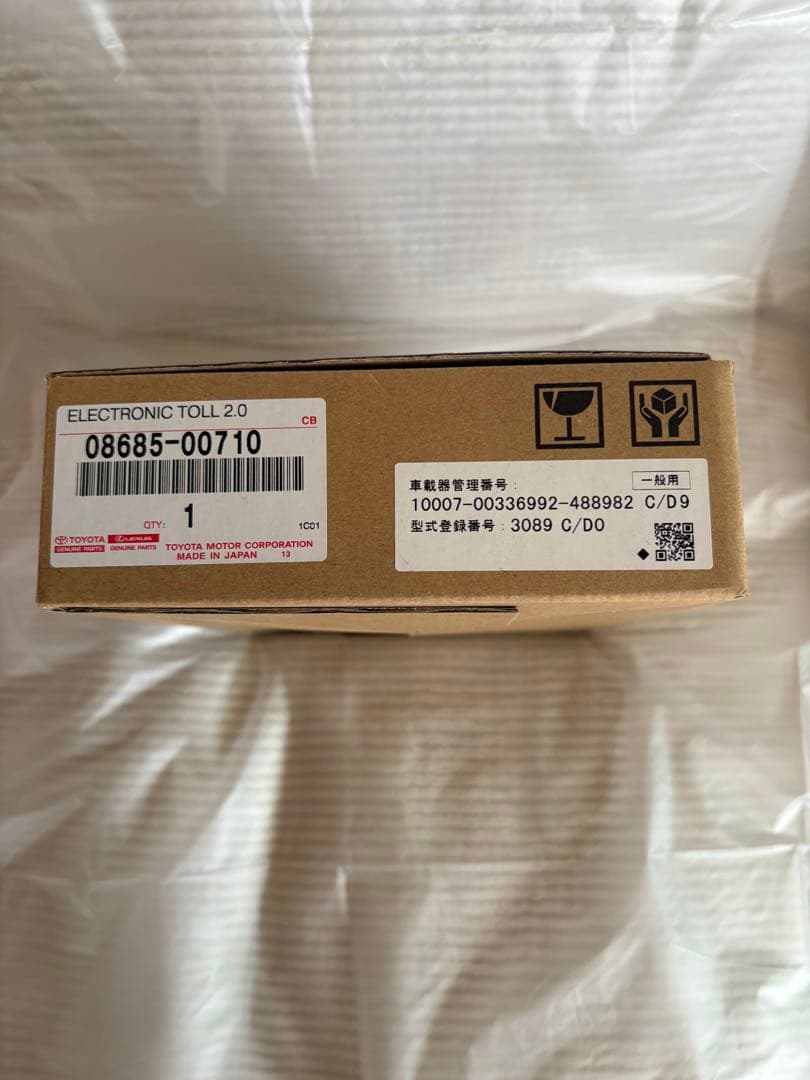 ELECTRONIC TOLL 2.0
CB
08685-00710
QTY: 1
1C01
TOYOTA
GENUINE PARTS
LEXUS
GENUINE PARTS
TOYOTA MOTOR CORPORATION
MADE IN JAPAN 13
一般用
車載器管理番号:
10007-00336992-488982 C/D9
型式登録番号:3089 C/D0